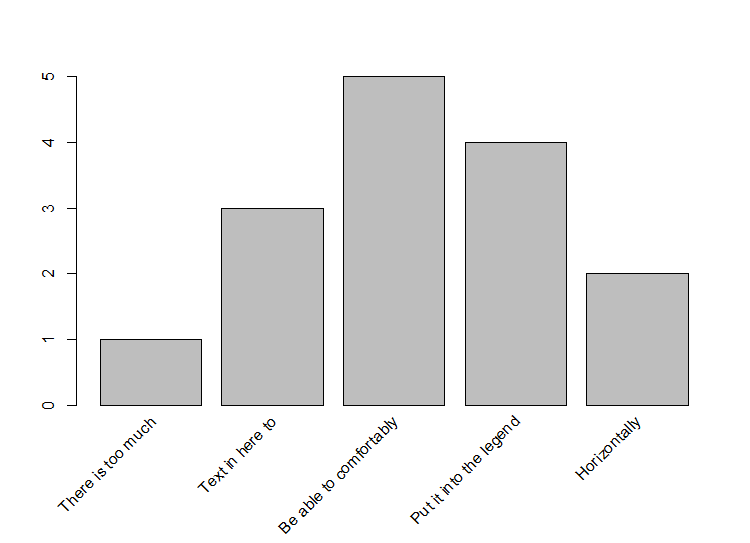 5
4
3
2
1
0
There is too much
Text in here to
Be able to comfortably
Put it into the legend
Horizontally